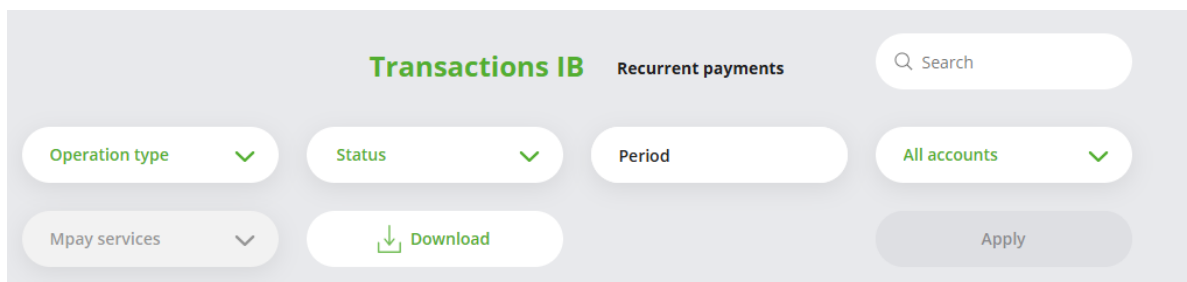 Transactions IB
Recurrent payments
Search
Operation type
Status
Period
All accounts
Mpay services
Download
Apply